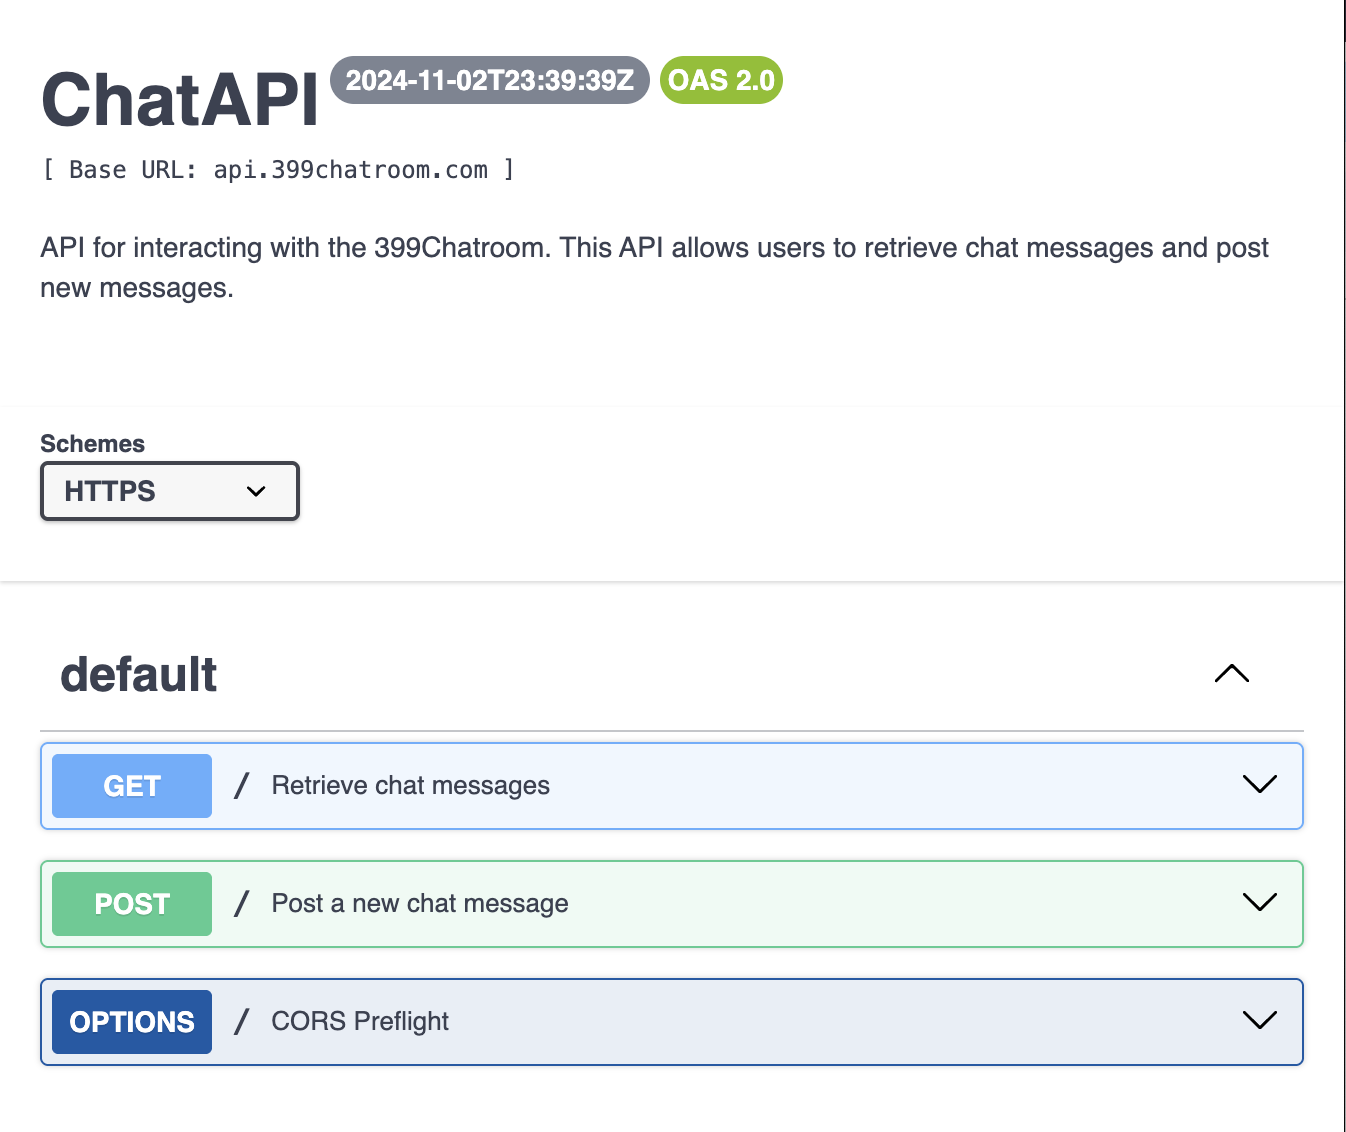 ChatAPI 2024-11-02T23:39:39Z OAS 2.0
[ Base URL: api.399chatroom.com ]
API for interacting with the 399Chatroom. This API allows users to retrieve chat messages and post
new messages.
Schemes
HTTPS
default
GET / Retrieve chat messages
POST / Post a new chat message
OPTIONS / CORS Preflight